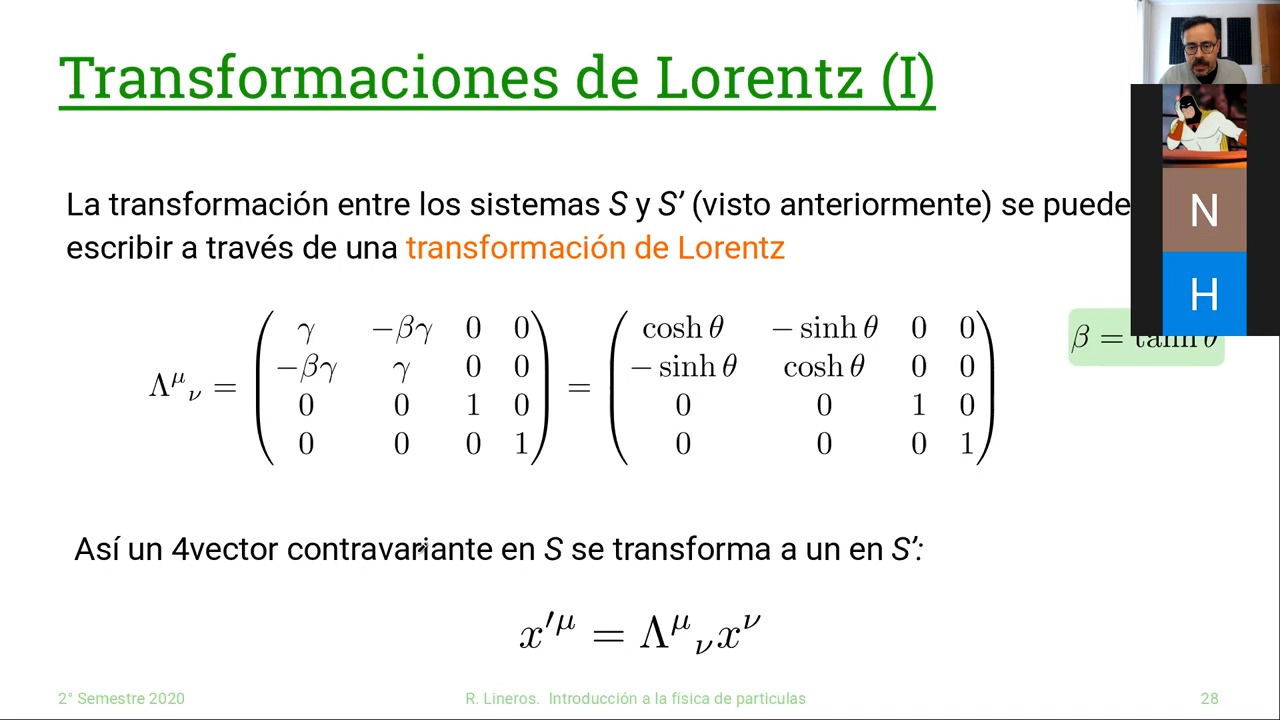 Transformaciones de Lorentz (I)
La transformación entre los sistemas S y S’ (visto anteriormente) se puede
escribir a través de una transformación de Lorentz
Λ^μ_ν = ( γ −βγ 0 0 = ( cosh θ − sinh θ 0 0
−βγ γ 0 0 − sinh θ cosh θ 0 0
0 0 1 0 0 0 1 0
0 0 0 1 ) 0 0 0 1 )
β = tanh θ
Así un 4vector contravariante en S se transforma a un en S’:
x′^μ = Λ^μ_ν x^ν
2° Semestre 2020
R. Lineros. Introducción a la física de particulas
28
N
H